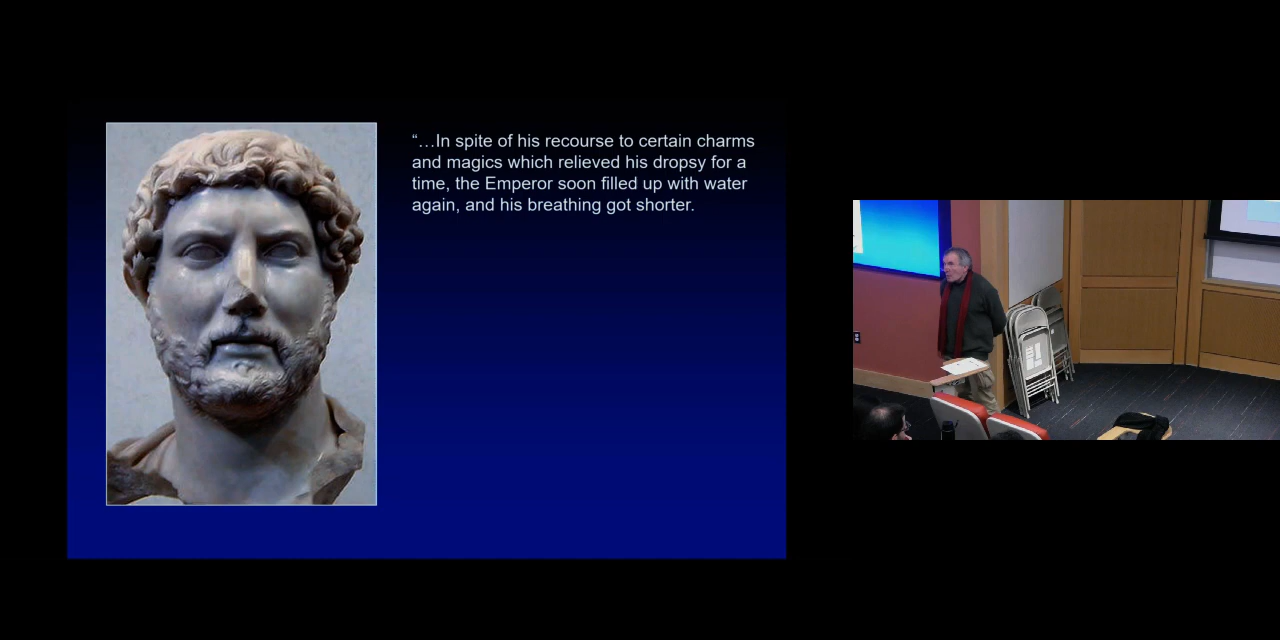 “…In spite of his recourse to certain charms
and magics which relieved his dropsy for a
time, the Emperor soon filled up with water
again, and his breathing got shorter.